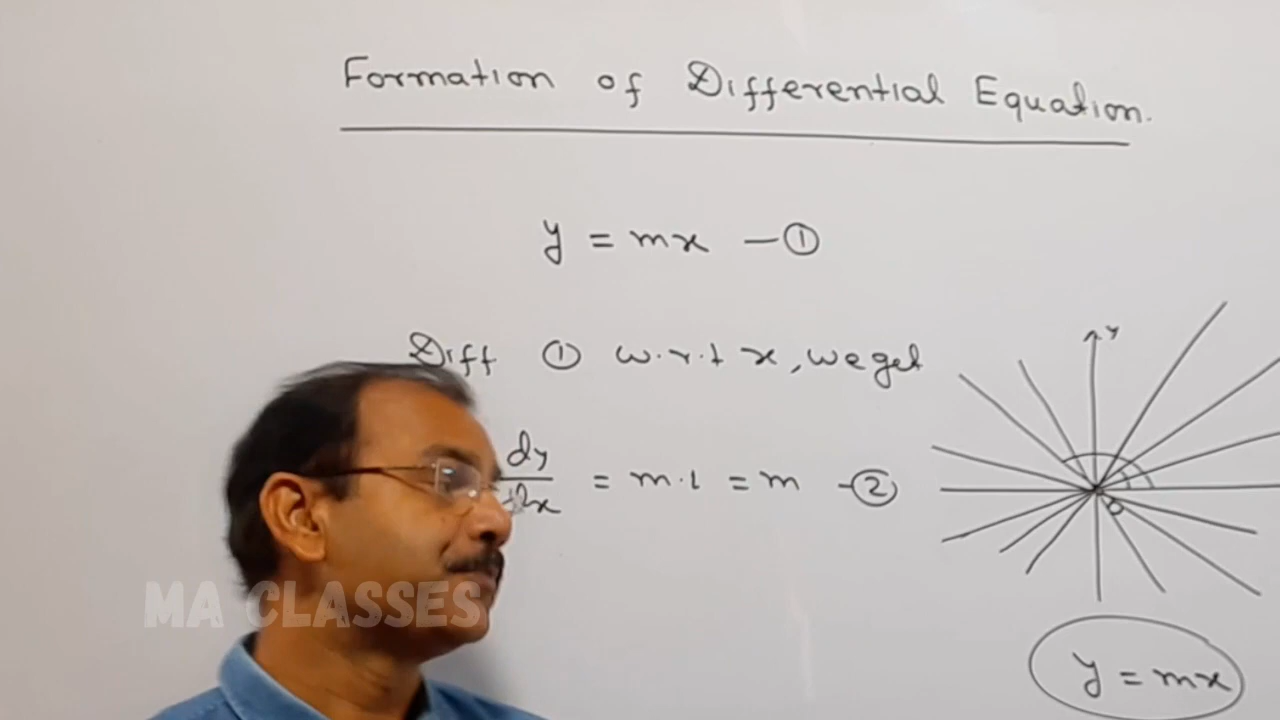 Formation of Differential Equation.
y = mx — ①
Diff ① w.r.t x, we get
dy/dx = m.1 = m — ②
y
O
y = mx
MA CLASSES